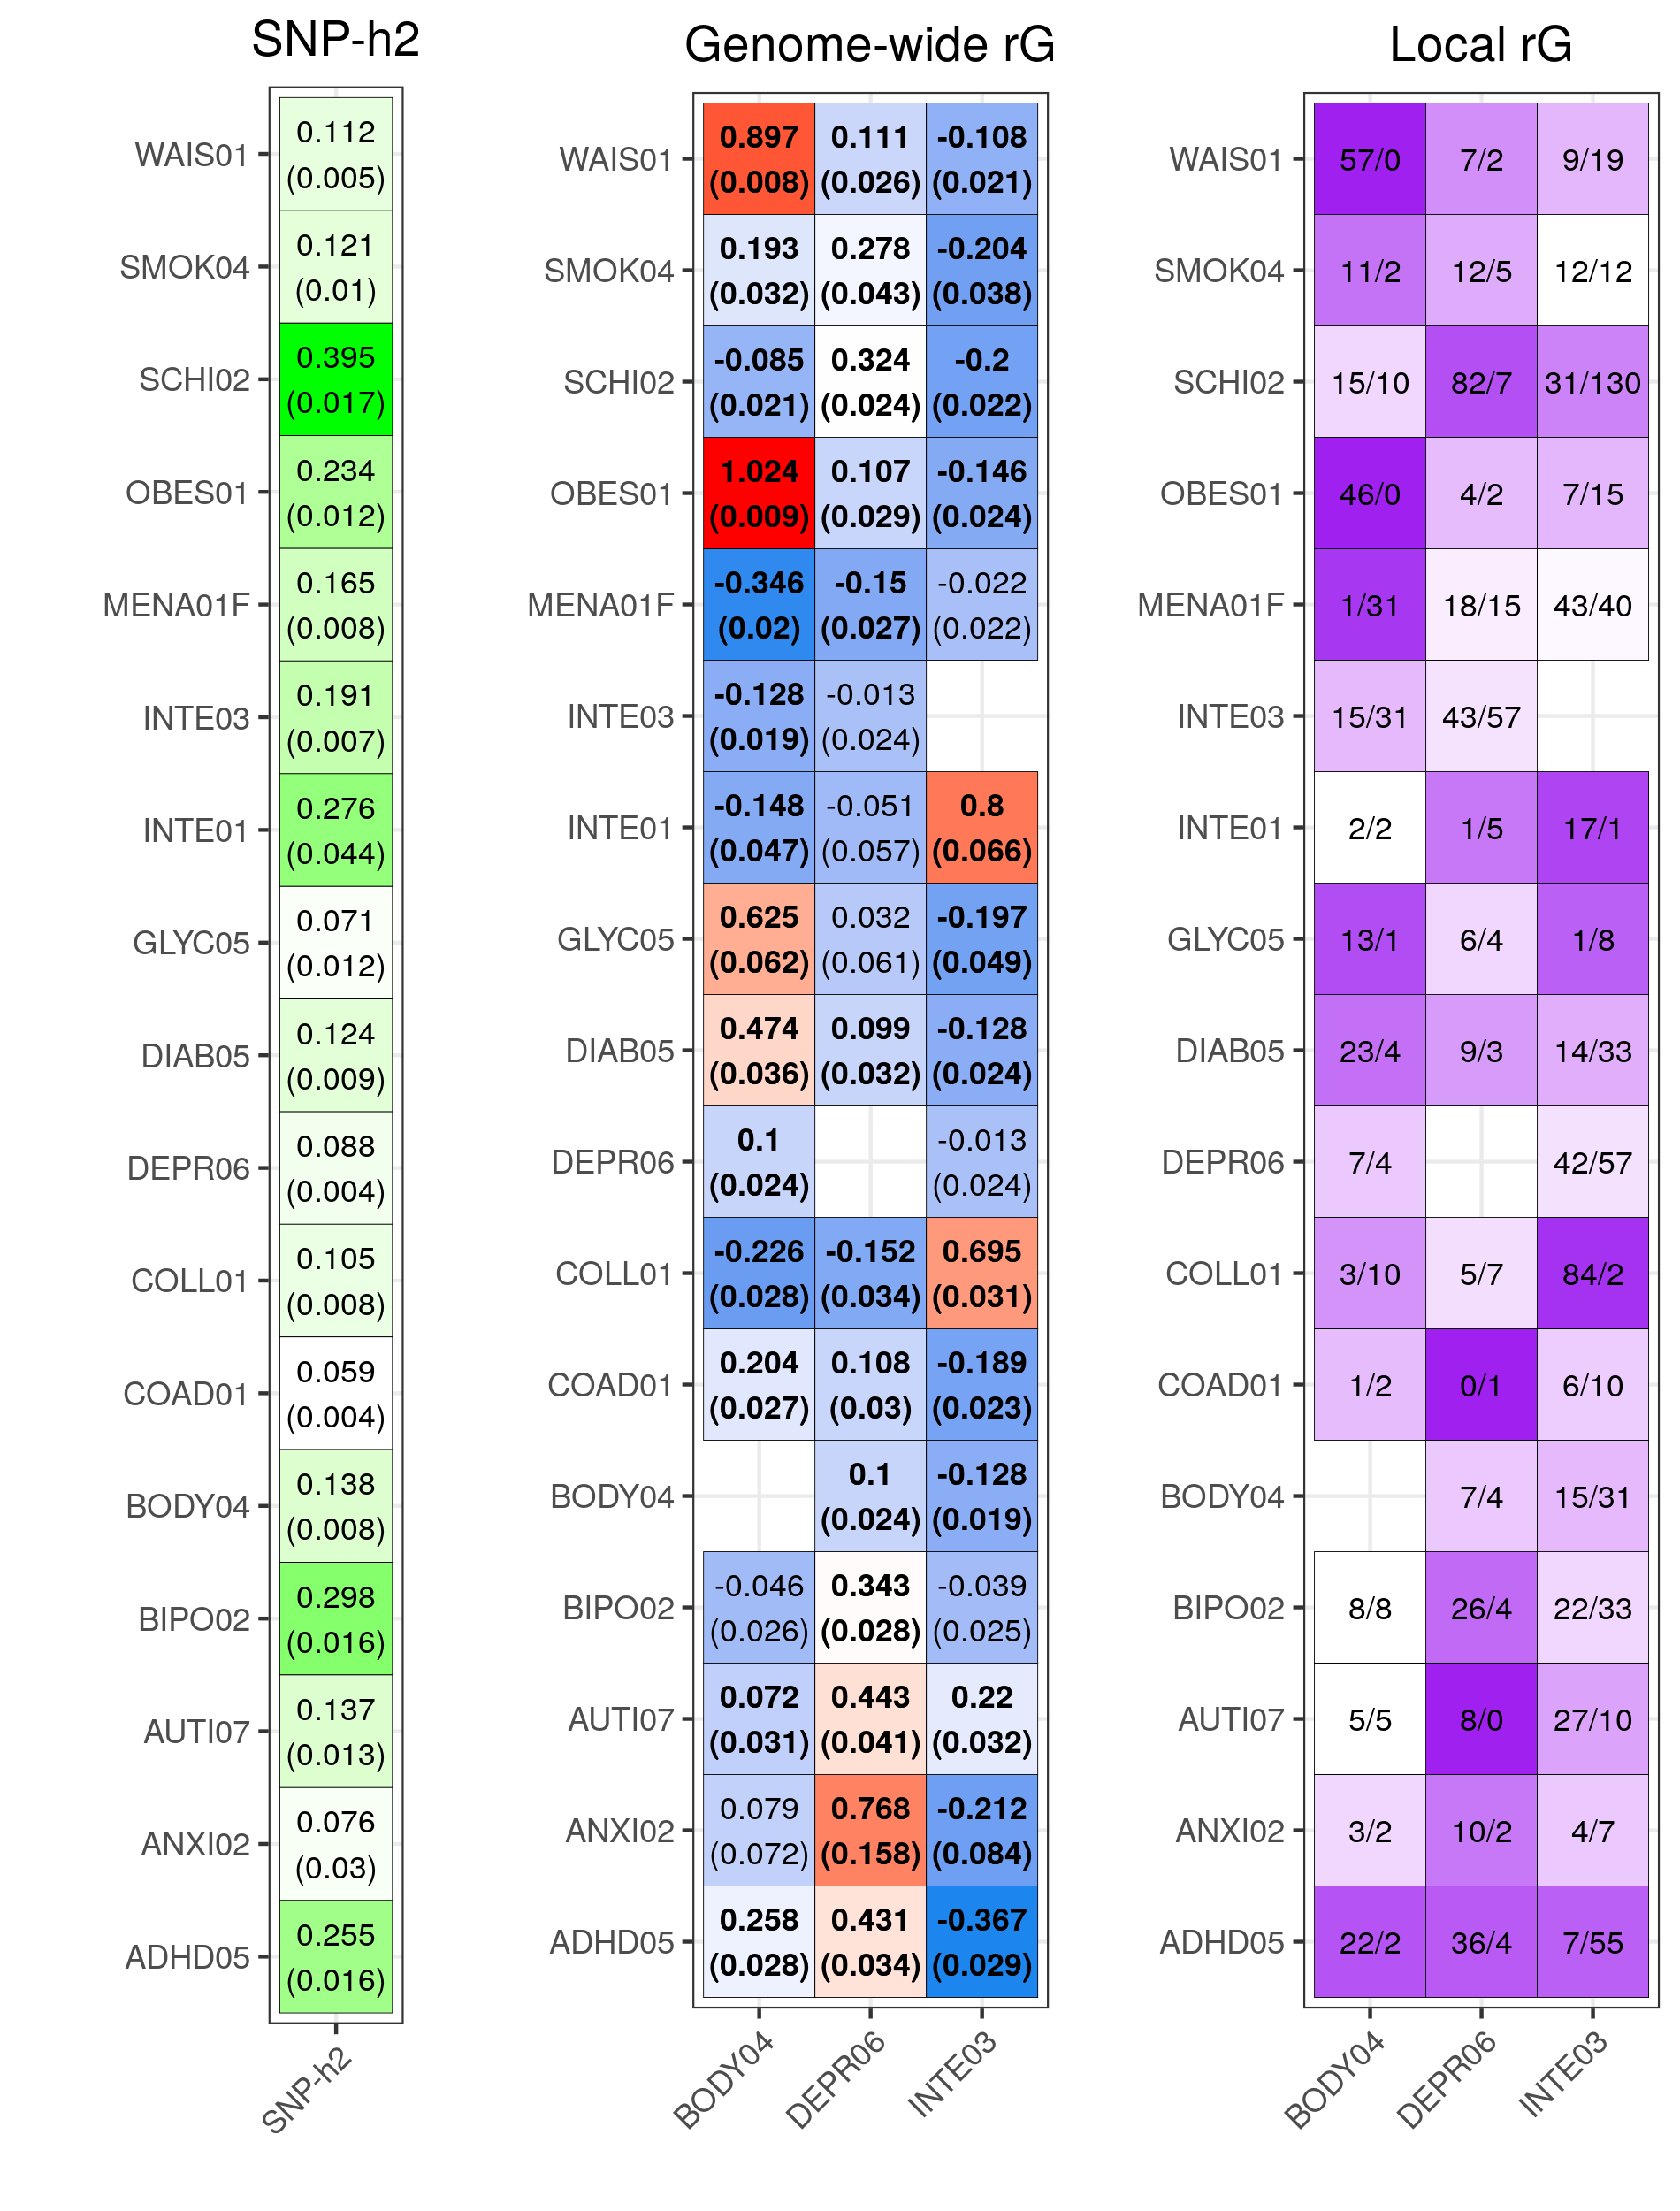 SNP-h2
WAIS01
0.112
(0.005)
SMOK04
0.121
(0.01)
SCHI02
0.395
(0.017)
OBES01
0.234
(0.012)
MENA01F
0.165
(0.008)
INTE03
0.191
(0.007)
INTE01
0.276
(0.044)
GLYC05
0.071
(0.012)
DIAB05
0.124
(0.009)
DEPR06
0.088
(0.004)
COLL01
0.105
(0.008)
COAD01
0.059
(0.004)
BODY04
0.138
(0.008)
BIPO02
0.298
(0.016)
AUTI07
0.137
(0.013)
ANXI02
0.076
(0.03)
ADHD05
0.255
(0.016)
SNP-h2
Genome-wide rG
WAIS01
0.897 0.111 -0.108
(0.008) (0.026) (0.021)
SMOK04
0.193 0.278 -0.204
(0.032) (0.043) (0.038)
SCHI02
-0.085 0.324 -0.2
(0.021) (0.024) (0.022)
OBES01
1.024 0.107 -0.146
(0.009) (0.029) (0.024)
MENA01F
-0.346 -0.15 -0.022
(0.02) (0.027) (0.022)
INTE03
-0.128 -0.013
(0.019) (0.024)
INTE01
-0.148 -0.051 0.8
(0.047) (0.057) (0.066)
GLYC05
0.625 0.032 -0.197
(0.062) (0.061) (0.049)
DIAB05
0.474 0.099 -0.128
(0.036) (0.032) (0.024)
DEPR06
0.1 -0.013
(0.024) (0.024)
COLL01
-0.226 -0.152 0.695
(0.028) (0.034) (0.031)
COAD01
0.204 0.108 -0.189
(0.027) (0.03) (0.023)
BODY04
0.1 -0.128
(0.024) (0.019)
BIPO02
-0.046 0.343 -0.039
(0.026) (0.028) (0.025)
AUTI07
0.072 0.443 0.22
(0.031) (0.041) (0.032)
ANXI02
0.079 0.768 -0.212
(0.072) (0.158) (0.084)
ADHD05
0.258 0.431 -0.367
(0.028) (0.034) (0.029)
BODY04 DEPR06 INTE03
Local rG
WAIS01 57/0 7/2 9/19
SMOK04 11/2 12/5 12/12
SCHI02 15/10 82/7 31/130
OBES01 46/0 4/2 7/15
MENA01F 1/31 18/15 43/40
INTE03 15/31 43/57
INTE01 2/2 1/5 17/1
GLYC05 13/1 6/4 1/8
DIAB05 23/4 9/3 14/33
DEPR06 7/4 42/57
COLL01 3/10 5/7 84/2
COAD01 1/2 0/1 6/10
BODY04 7/4 15/31
BIPO02 8/8 26/4 22/33
AUTI07 5/5 8/0 27/10
ANXI02 3/2 10/2 4/7
ADHD05 22/2 36/4 7/55
BODY04 DEPR06 INTE03